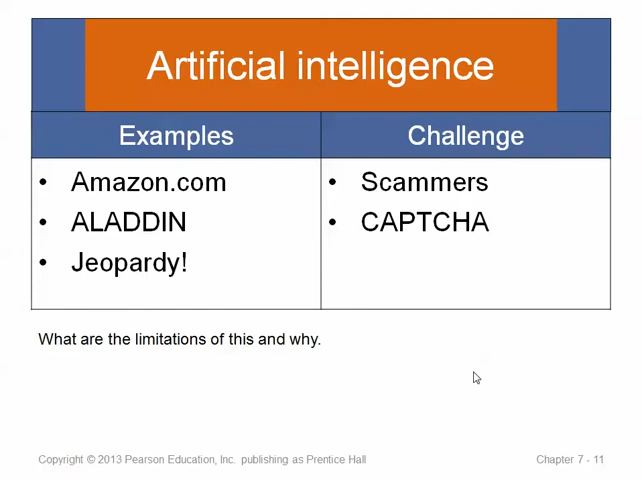 Artificial intelligence
Examples
Challenge
• Amazon.com
• ALADDIN
• Jeopardy!
• Scammers
• CAPTCHA
What are the limitations of this and why.
Copyright © 2013 Pearson Education, Inc. publishing as Prentice Hall
Chapter 7 - 11